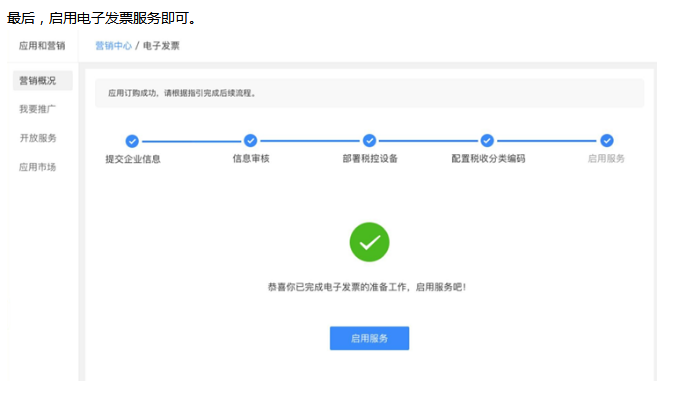 最后，启用电子发票服务即可。
应用和营销
营销中心 / 电子发票
营销概况
我要推广
开放服务
应用市场
应用订购成功、请根据指引完成后续流程。
提交企业信息
信息审核
部署税控设备
配置税收分类编码
启用服务
恭喜你已完成电子发票的准备工作，启用服务吧！
启用服务